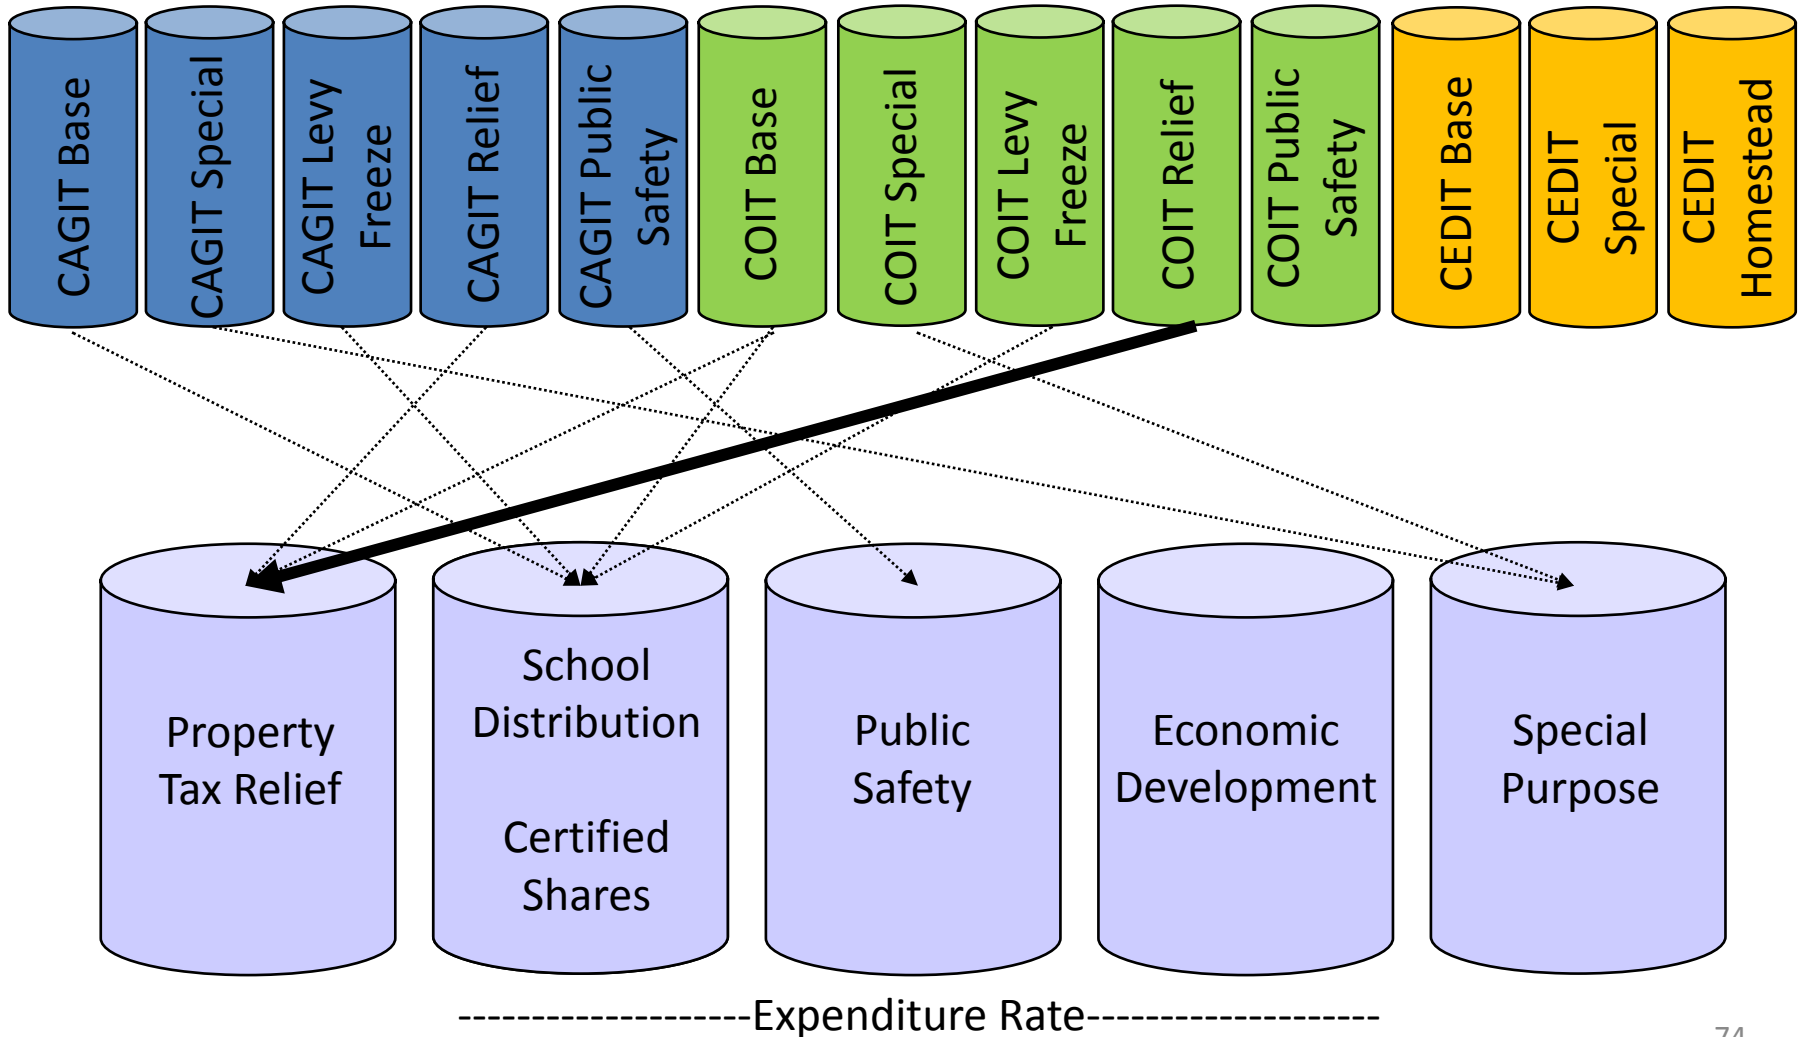 CAGIT Base
CAGIT Special
CAGIT Levy
Freeze
CAGIT Relief
CAGIT Public
Safety
COIT Base
COIT Special
COIT Levy
Freeze
COIT Relief
COIT Public
Safety
CEDIT Base
CEDIT
Special
CEDIT
Homestead
Property
Tax Relief
School
Distribution
Certified
Shares
Public
Safety
Economic
Development
Special
Purpose
--------------------Expenditure Rate--------------------
74